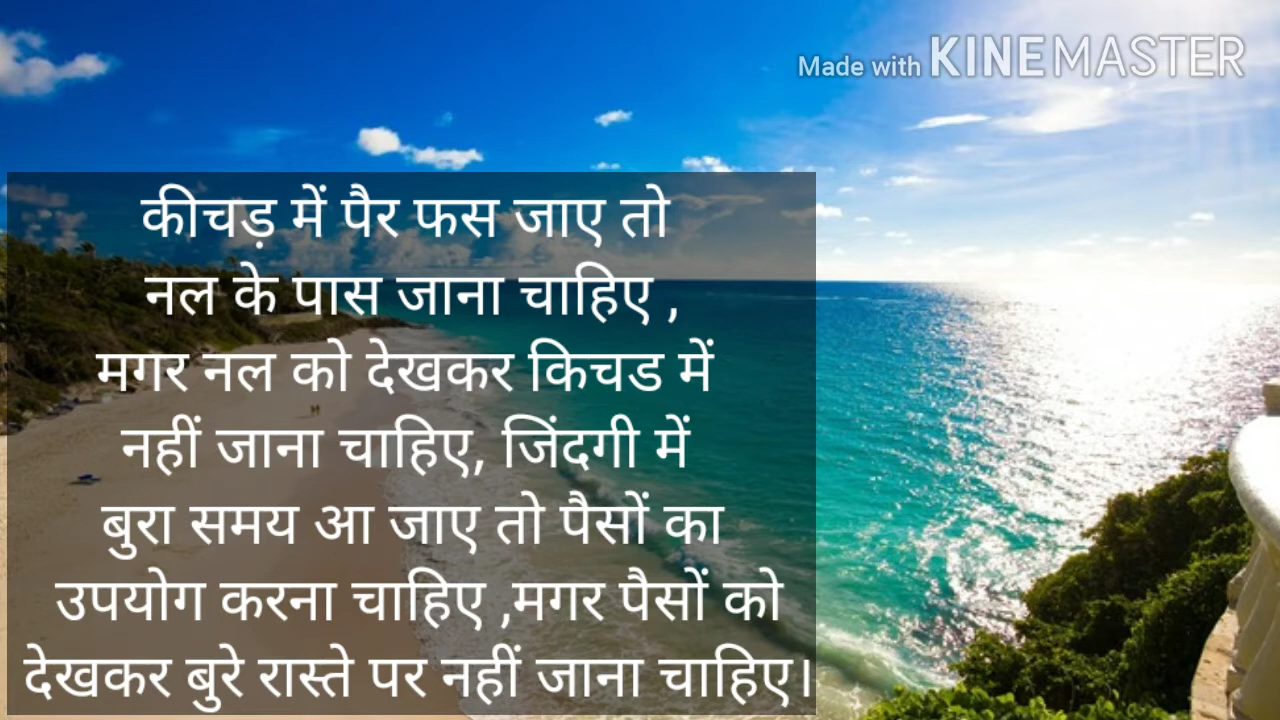 Made with KINEMASTER
कीचड़ में पैर फस जाए तो
नल के पास जाना चाहिए ,
मगर नल को देखकर किचड में
नहीं जाना चाहिए, जिंदगी में
बुरा समय आ जाए तो पैसों का
उपयोग करना चाहिए ,मगर पैसों को
देखकर बुरे रास्ते पर नहीं जाना चाहिए।